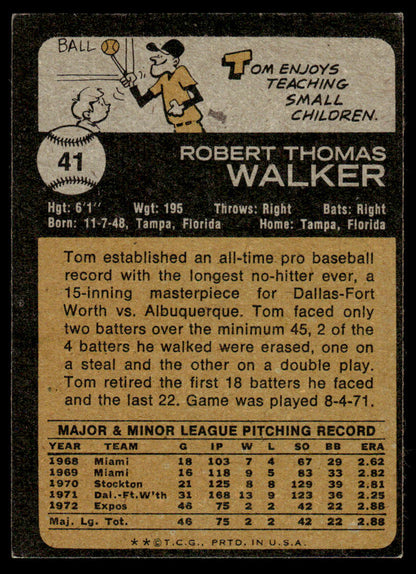 BALL
TOM ENJOYS
TEACHING
SMALL
CHILDREN.
41
ROBERT THOMAS
WALKER
Hgt: 6'1" Wgt: 195 Throws: Right Bats: Right
Born: 11-7-48, Tampa, Florida Home: Tampa, Florida
Tom established an all-time pro baseball
record with the longest no-hitter ever, a
15-inning masterpiece for Dallas-Fort
Worth vs. Albuquerque. Tom faced only
two batters over the minimum 45, 2 of the
4 batters he walked were erased, one on
a steal and the other on a double play.
Tom retired the first 18 batters he faced
and the last 22. Game was played 8-4-71.
MAJOR & MINOR LEAGUE PITCHING RECORD
YEAR TEAM G IP W L SO BB ERA
1968 Miami 18 103 7 4 67 29 2.62
1969 Miami 16 118 9 5 83 33 2.82
1970 Stockton 21 125 8 8 129 39 2.81
1971 Dal.-Ft.W'th 31 168 13 9 123 36 2.25
1972 Expos 46 75 2 2 42 22 2.88
Maj. Lg. Tot. 46 75 2 2 42 22 2.88
**©T.C.G., PRTD. IN U.S.A.